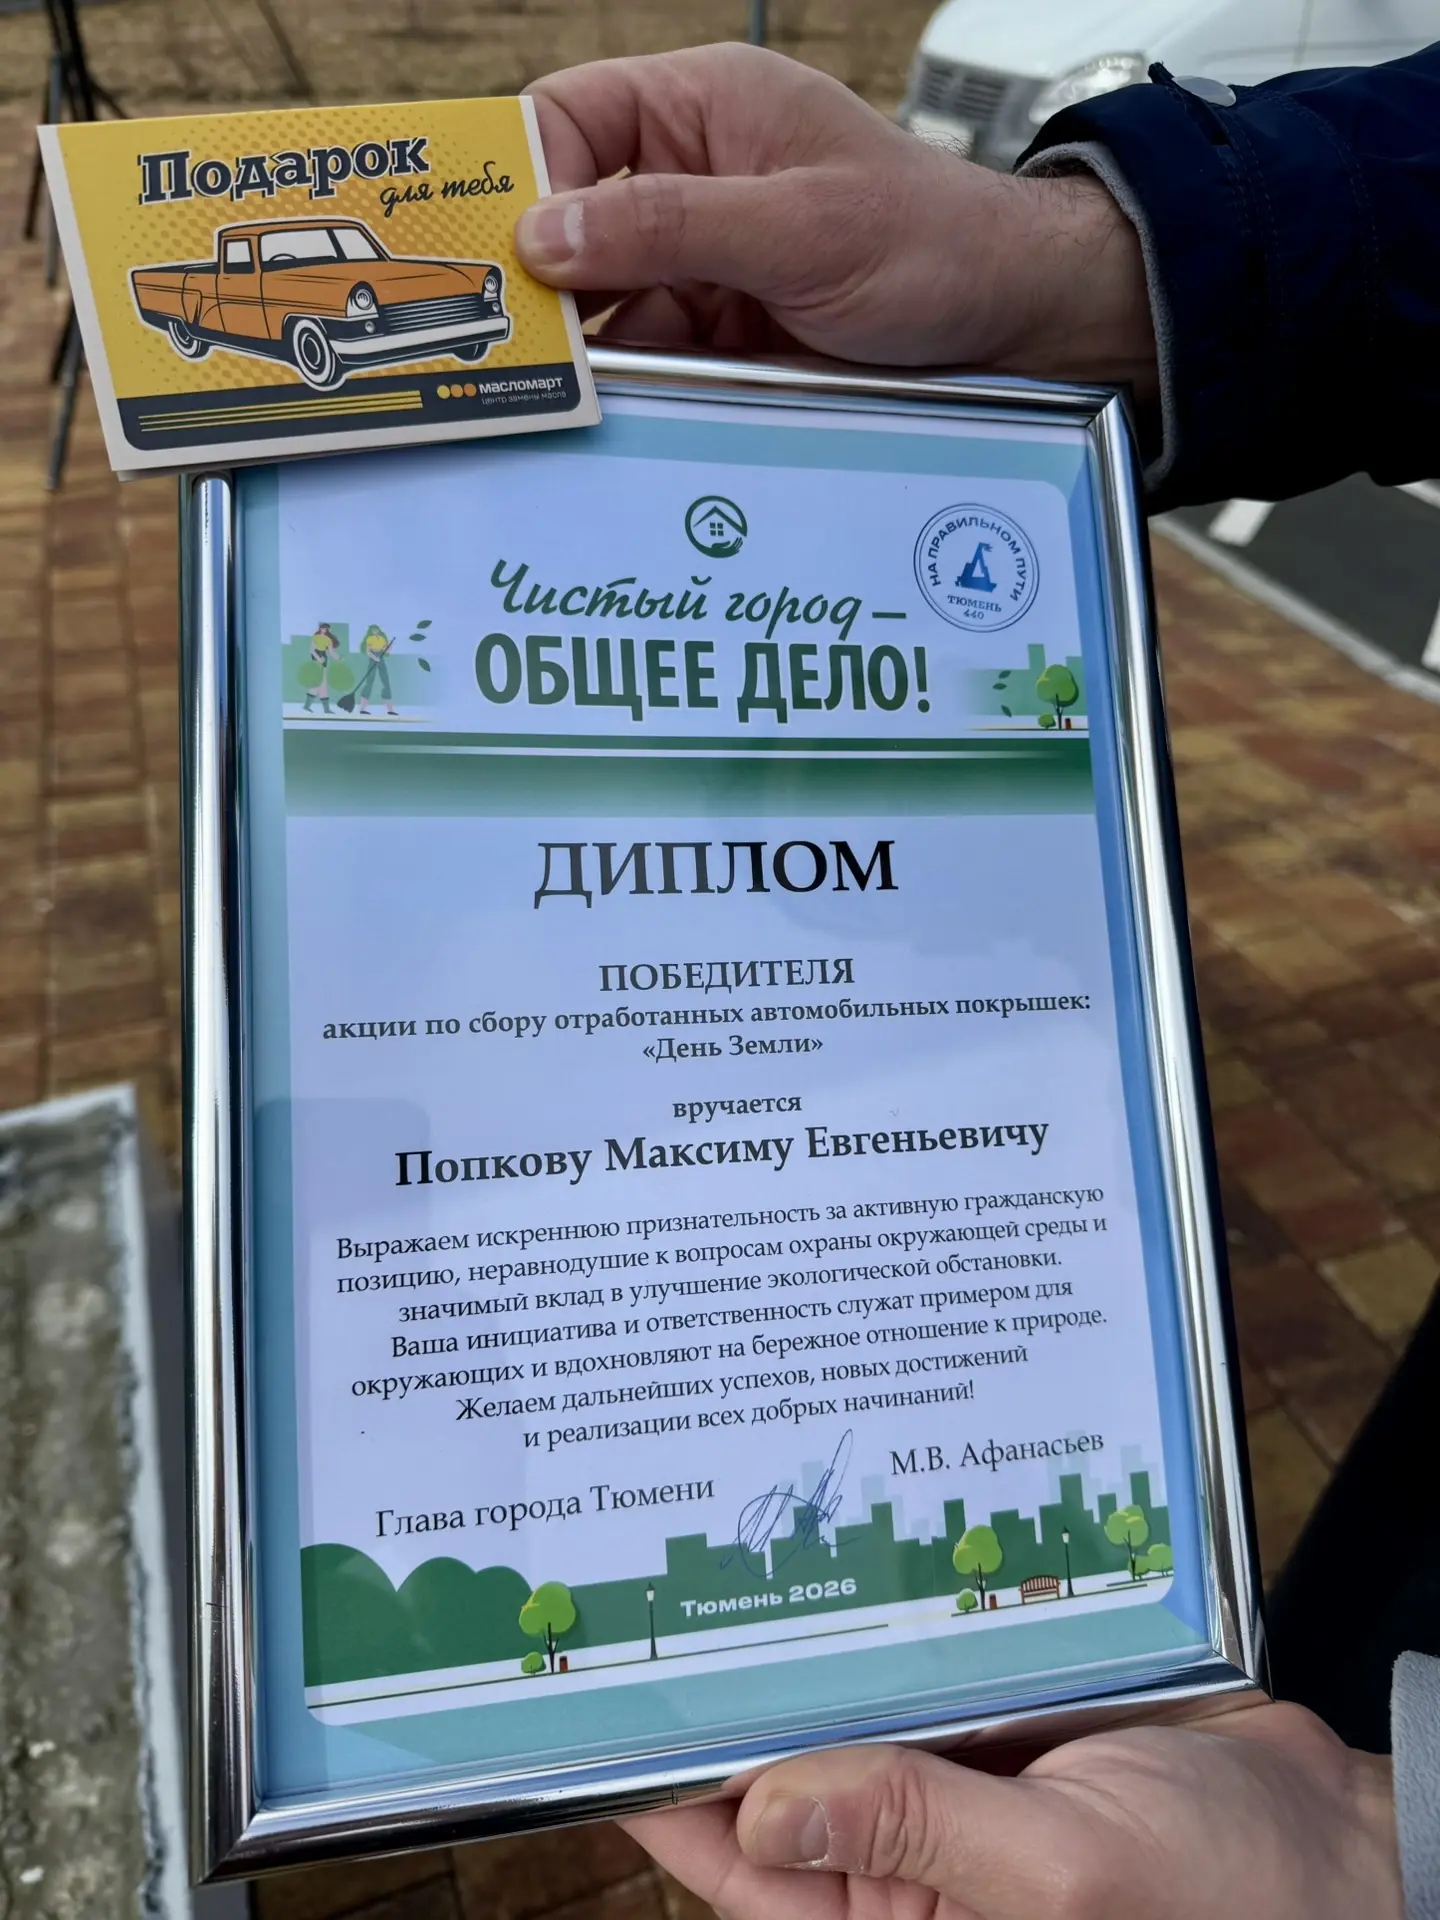 Подарок
для тебя
масломарт
центр замены масла
НА ПРАВИЛЬНОМ ПУТИ
ТЮМЕНЬ
440
Чистый город –
ОБЩЕЕ ДЕЛО!
ДИПЛОМ
ПОБЕДИТЕЛЯ
акции по сбору отработанных автомобильных покрышек:
«День Земли»
вручается
Попкову Максиму Евгеньевичу
Выражаем искреннюю признательность за активную гражданскую
позицию, неравнодушие к вопросам охраны окружающей среды и
значимый вклад в улучшение экологической обстановки.
Ваша инициатива и ответственность служат примером для
окружающих и вдохновляют на бережное отношение к природе.
Желаем дальнейших успехов, новых достижений
и реализации всех добрых начинаний!
Глава города Тюмени
М.В. Афанасьев
Тюмень 2026